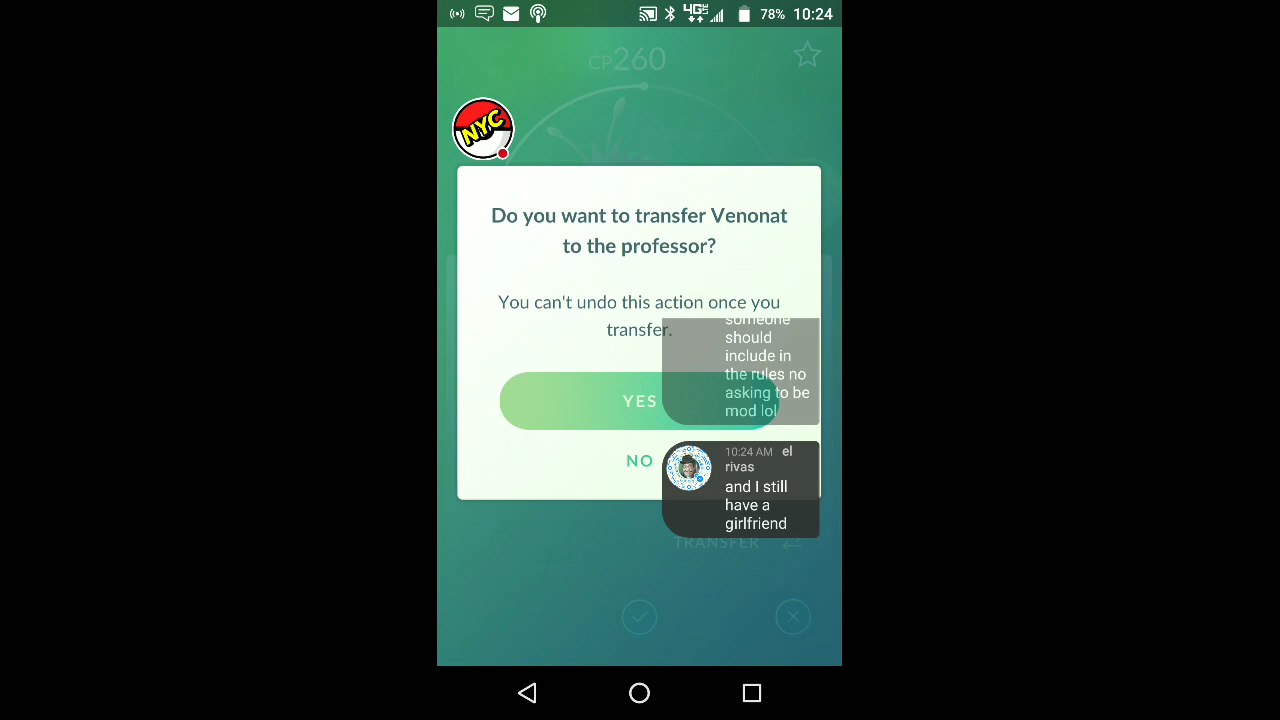 4G LTE 78% 10:24
CP260
NYC
Do you want to transfer Venonat
to the professor?
You can't undo this action once you
transfer.
someone
should
include in
the rules no
asking to be
mod lol
YES
NO
10:24 AM el
rivas
and I still
have a
girlfriend
TRANSFER